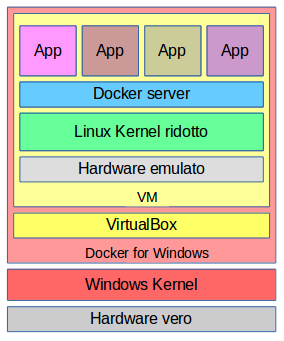 App App App App
Docker server
Linux Kernel ridotto
Hardware emulato
VM
VirtualBox
Docker for Windows
Windows Kernel
Hardware vero